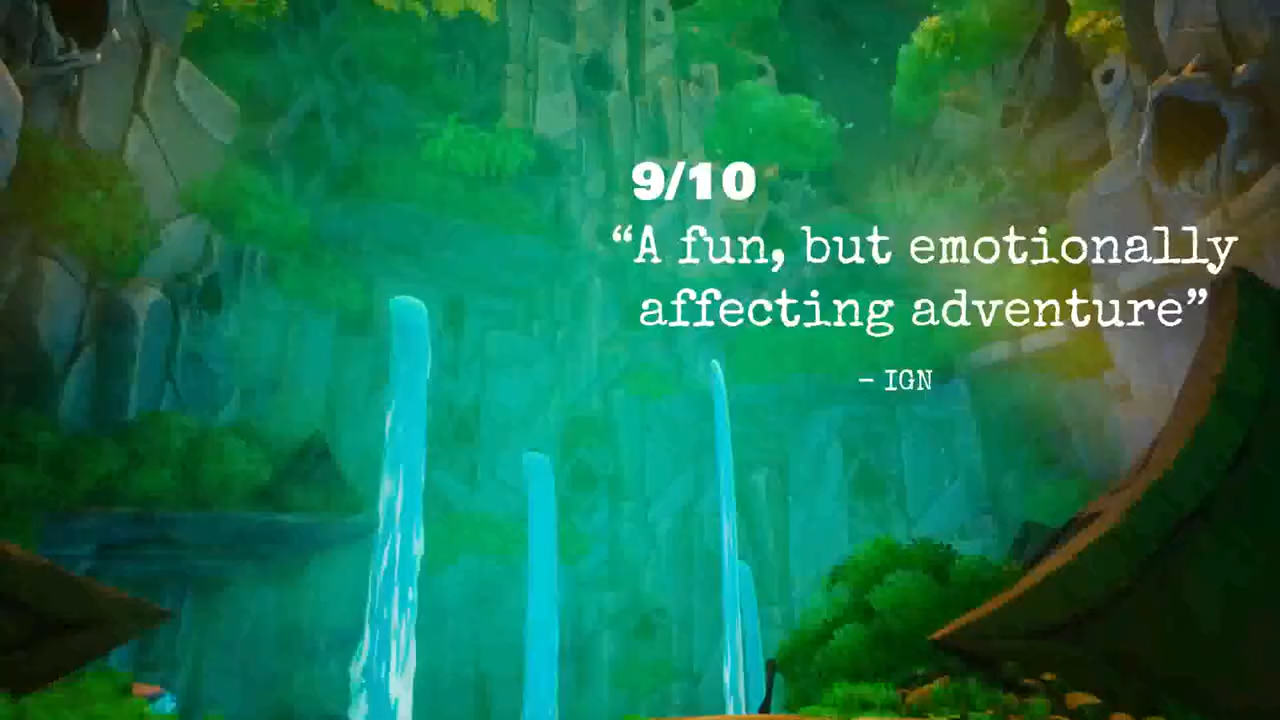 9/10
“A fun, but emotionally
affecting adventure”
– IGN